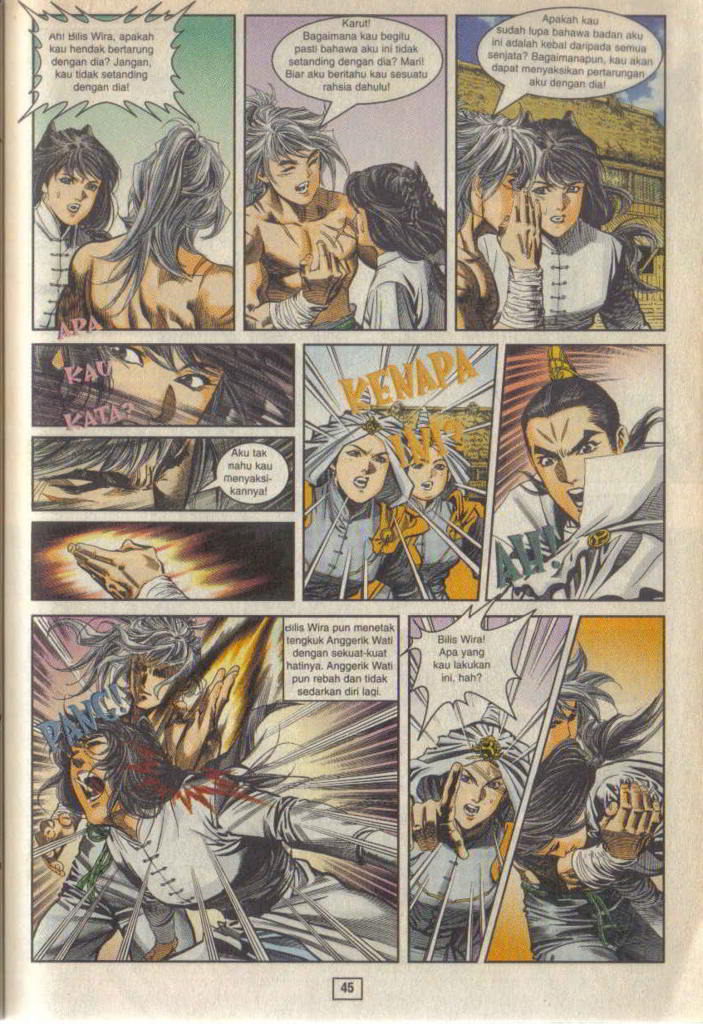 Ah! Bilis Wira, apakah
kau hendak bertarung
dengan dia? Jangan,
kau tidak setanding
dengan dia!
Karut!
Bagaimana kau begitu
pasti bahawa aku ini tidak
setanding dengan dia? Mari!
Biar aku beritahu kau sesuatu
rahsia dahulu!
Apakah kau
sudah lupa bahawa badan aku
ini adalah kebal daripada semua
senjata? Bagaimanapun, kau akan
dapat menyaksikan pertarungan
aku dengan dia!
APA
KAU
KATA?
Aku tak
mahu kau
menyaksi-
kannya!
KENAPA
INI?
AH!
Bilis Wira pun menetak
tengkuk Anggerik Wati
dengan sekuat-kuat
hatinya. Anggerik Wati
pun rebah dan tidak
sedarkan diri lagi.
PANG!
Bilis Wira!
Apa yang
kau lakukan
ini, hah?
45